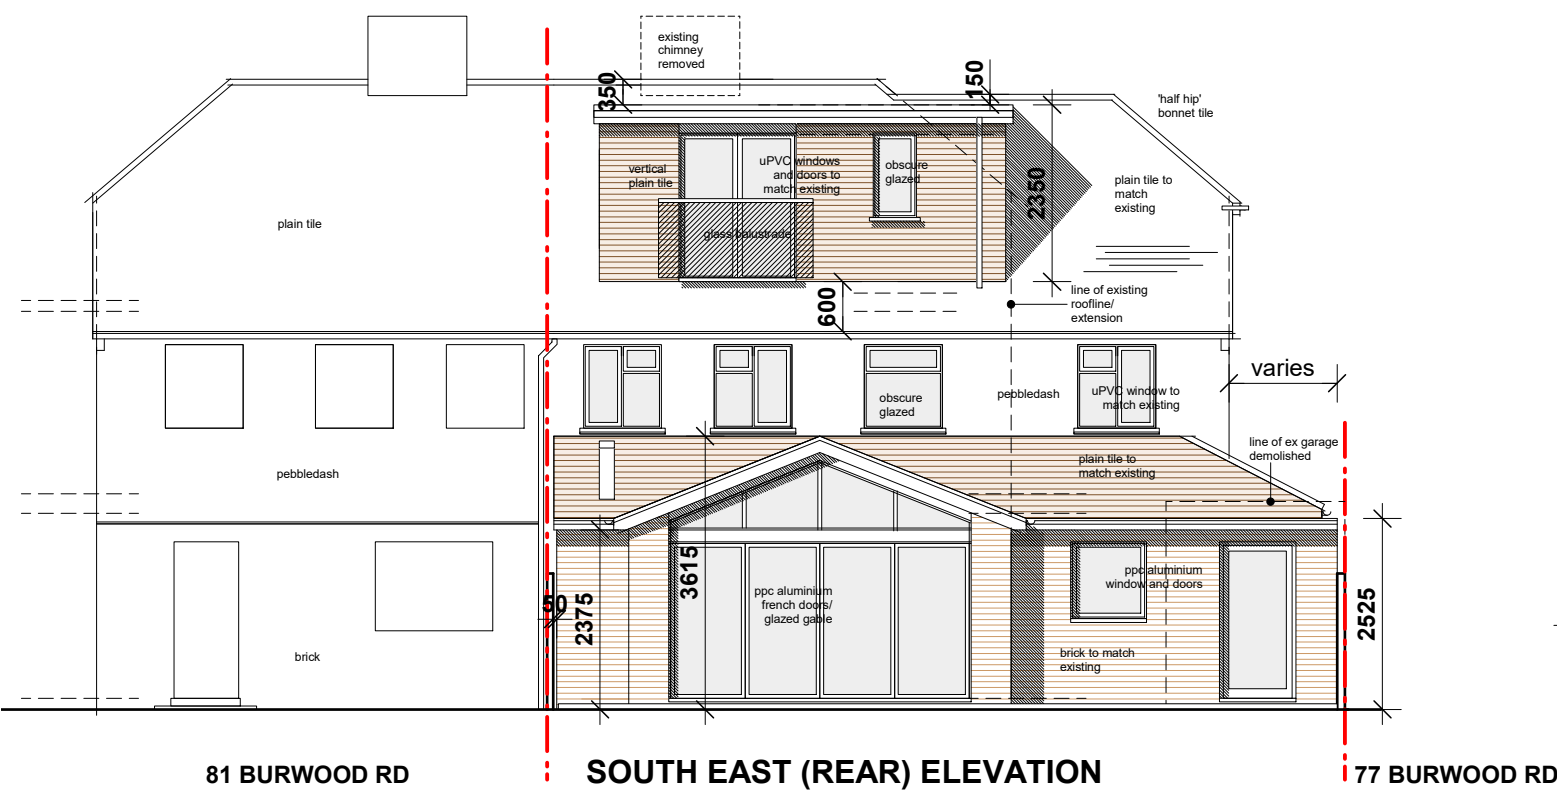 existing
chimney
removed
350
150
'half hip'
bonnet tile
vertical
plain tile
uPVC windows
and doors to
match existing
obscure
glazed
2350
plain tile to
match
existing
plain tile
glass balustrade
600
line of existing
roofline/
extension
varies
obscure
glazed
pebbledash
uPVC window to
match existing
pebbledash
plain tile to
match existing
line of ex garage
demolished
3615
2375
50
ppc aluminium
french doors/
glazed gable
ppc aluminium
window and doors
2525
brick
brick to match
existing
81 BURWOOD RD
SOUTH EAST (REAR) ELEVATION
77 BURWOOD RD